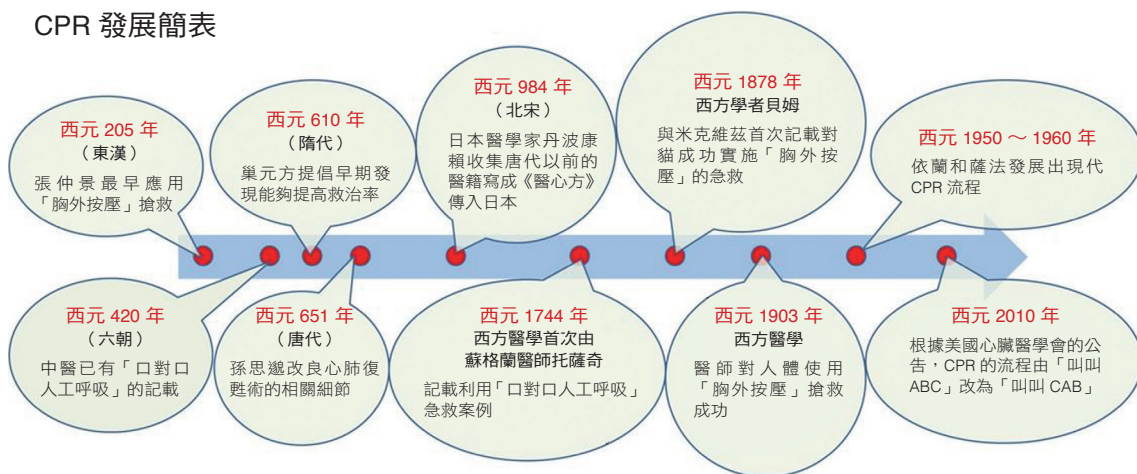 CPR 發展簡表
西元 205 年
（東漢）
張仲景最早應用
「胸外按壓」搶救
西元 420 年
（六朝）
中醫已有「口對口
人工呼吸」的記載
西元 610 年
（隋代）
巢元方提倡早期發
現能夠提高救治率
西元 651 年
（唐代）
孫思邈改良心肺復
甦術的相關細節
西元 984 年
（北宋）
日本醫學家丹波康
賴收集唐代以前的
醫籍寫成《醫心方》
傳入日本
西元 1744 年
西方醫學首次由
蘇格蘭醫師托薩奇
記載利用「口對口人工呼吸」
急救案例
西元 1878 年
西方學者貝姆
與米克維茲首次記載對
貓成功實施「胸外按
壓」的急救
西元 1903 年
西方醫學
醫師對人體使用
「胸外按壓」搶救
成功
西元 1950 ～ 1960 年
依蘭和薩法發展出現代
CPR 流程
西元 2010 年
根據美國心臟醫學會的公
告，CPR 的流程由「叫叫
ABC」改為「叫叫 CAB」